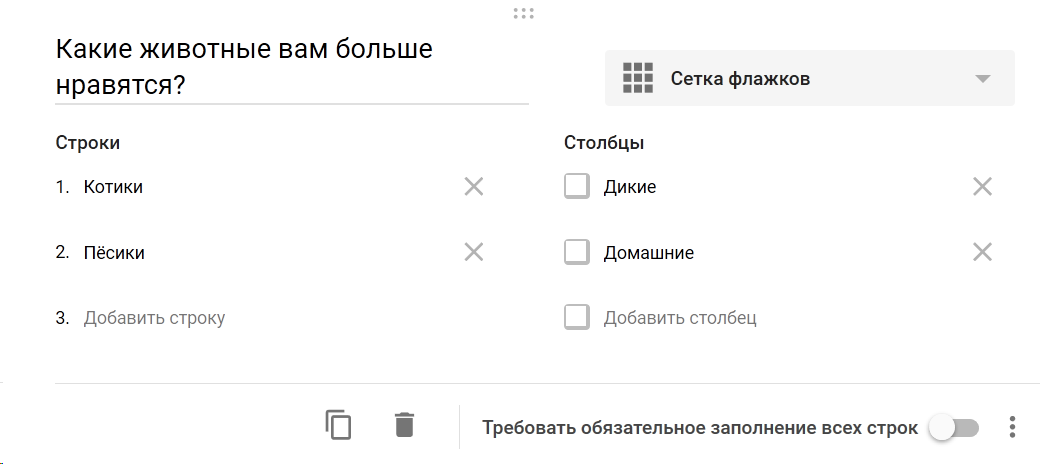 Какие животные вам больше
нравятся?
Сетка флажков
Строки
Столбцы
1. Котики
Дикие
2. Пёсики
Домашние
3. Добавить строку
Добавить столбец
Требовать обязательное заполнение всех строк